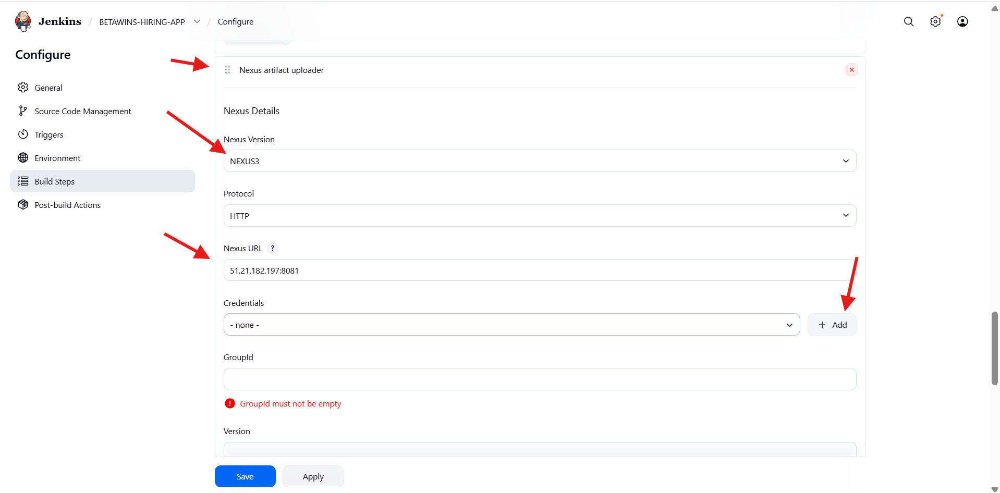 Jenkins / BETAWINS-HIRING-APP / Configure
Configure
General
Source Code Management
Triggers
Environment
Build Steps
Post-build Actions
Nexus artifact uploader
Nexus Details
Nexus Version
NEXUS3
Protocol
HTTP
Nexus URL ?
51.21.182.197:8081
Credentials
- none -
+ Add
GroupId
! GroupId must not be empty
Version
Save Apply